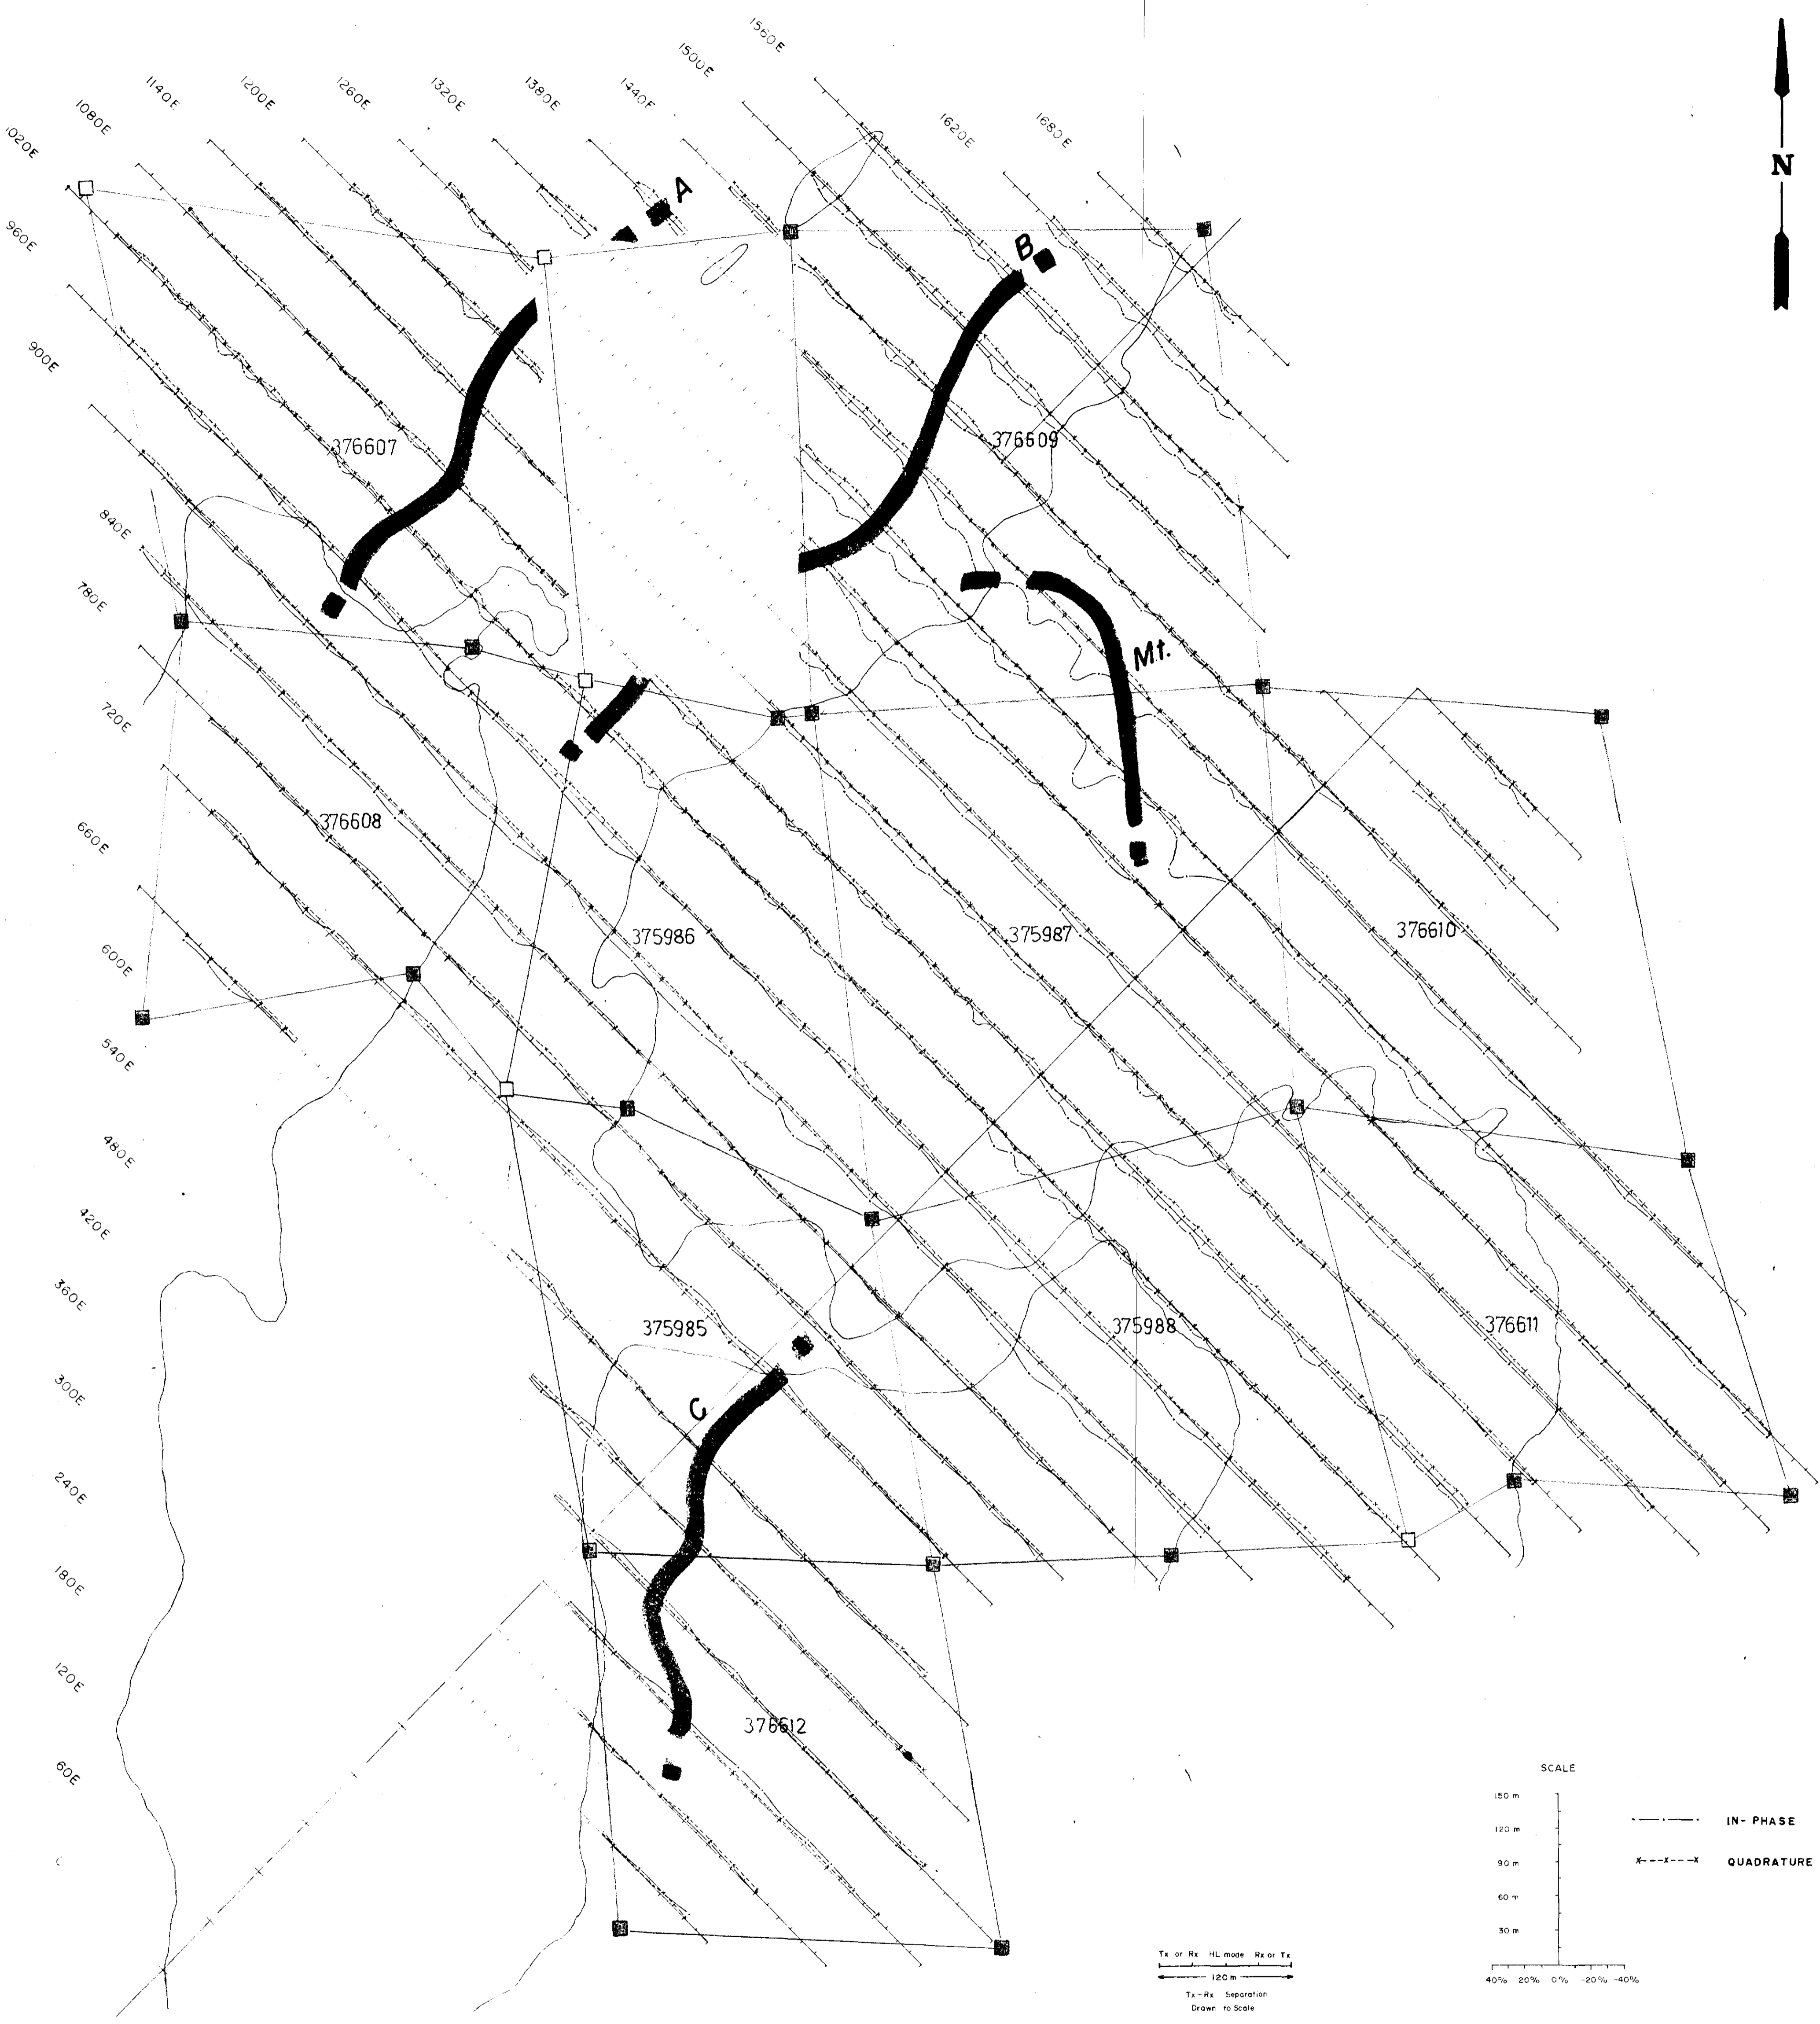 1560E
1500E
1440E
1380E
1320E
1260E
1200E
1140E
1080E
1020E
960E
900E
840E
780E
720E
660E
600E
540E
480E
420E
360E
300E
240E
180E
120E
60E
1620E
1680E
N
A
B
376607
376609
Mt.
376608
375986
375987
376610
375985
375988
376611
C
376612
SCALE
150 m
120 m
90 m
60 m
30 m
40% 20% 0% -20% -40%
IN-PHASE
QUADRATURE
Tx or Rx HL mode Rx or Tx
120 m
Tx-Rx Separation
Drawn to Scale